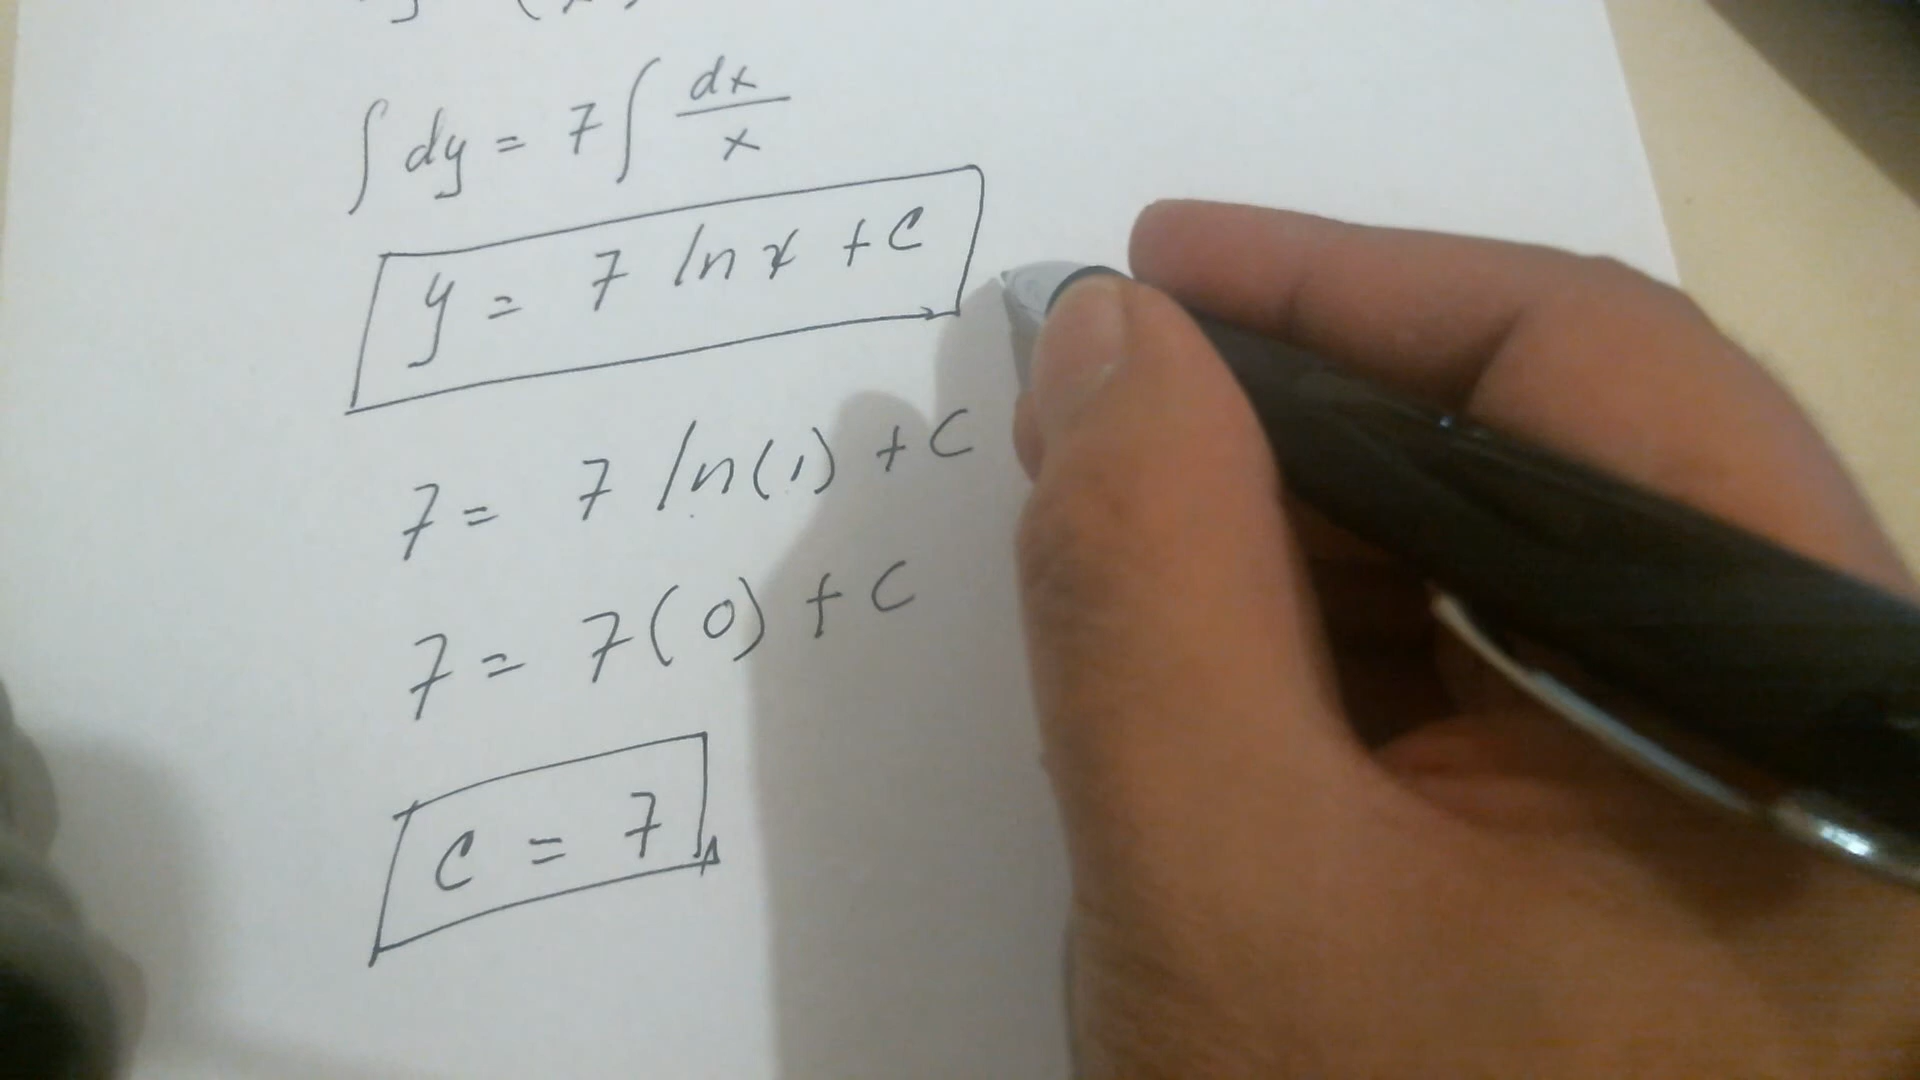 ∫ dy = 7 ∫ dx/x
y = 7 ln x + C
7 = 7 ln(1) + C
7 = 7(0) + C
C = 7